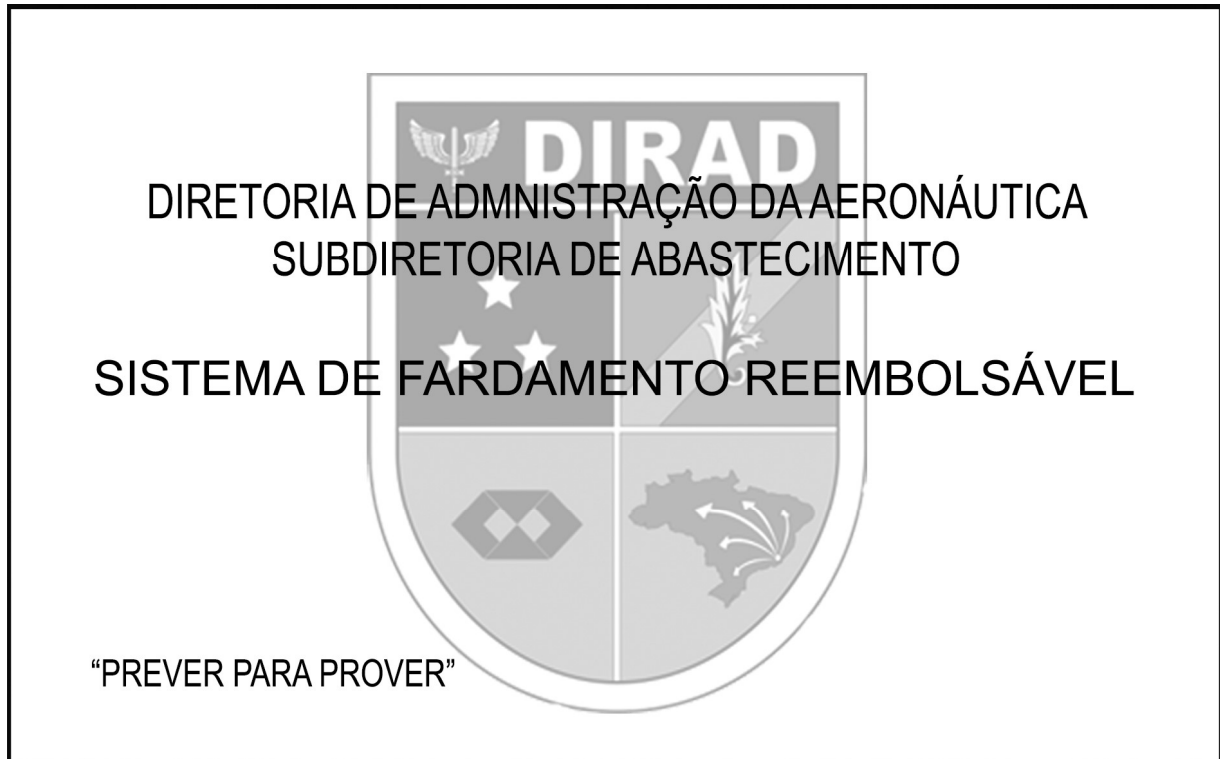 DIRAD
DIRETORIA DE ADMNISTRAÇÃO DA AERONÁUTICA
SUBDIRETORIA DE ABASTECIMENTO
SISTEMA DE FARDAMENTO REEMBOLSÁVEL
“PREVER PARA PROVER”